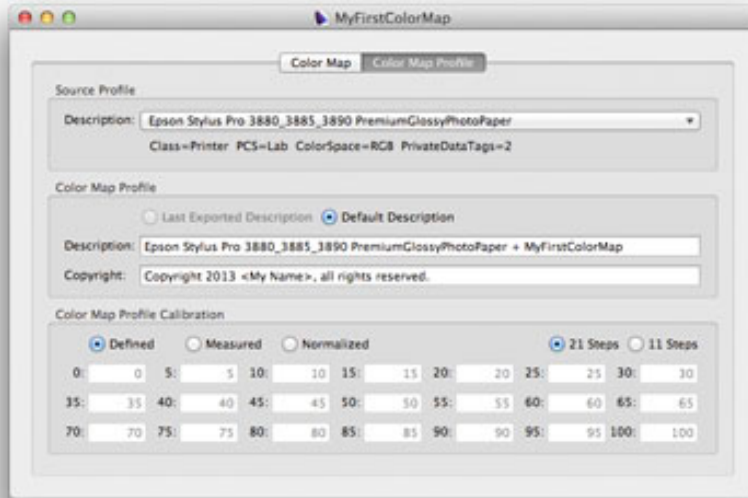 MyFirstColorMap
Color Map Color Map Profile
Source Profile
Description: Epson Stylus Pro 3880_3885_3890 PremiumGlossyPhotoPaper
Class=Printer PCS=Lab ColorSpace=RGB PrivateDataTags=2
Color Map Profile
Last Exported Description Default Description
Description: Epson Stylus Pro 3880_3885_3890 PremiumGlossyPhotoPaper + MyFirstColorMap
Copyright: Copyright 2013 <My Name>, all rights reserved.
Color Map Profile Calibration
Defined Measured Normalized 21 Steps 11 Steps
0: 0 5: 5 10: 10 15: 15 20: 20 25: 25 30: 30
35: 35 40: 40 45: 45 50: 50 55: 55 60: 60 65: 65
70: 70 75: 75 80: 80 85: 85 90: 90 95: 95 100: 100